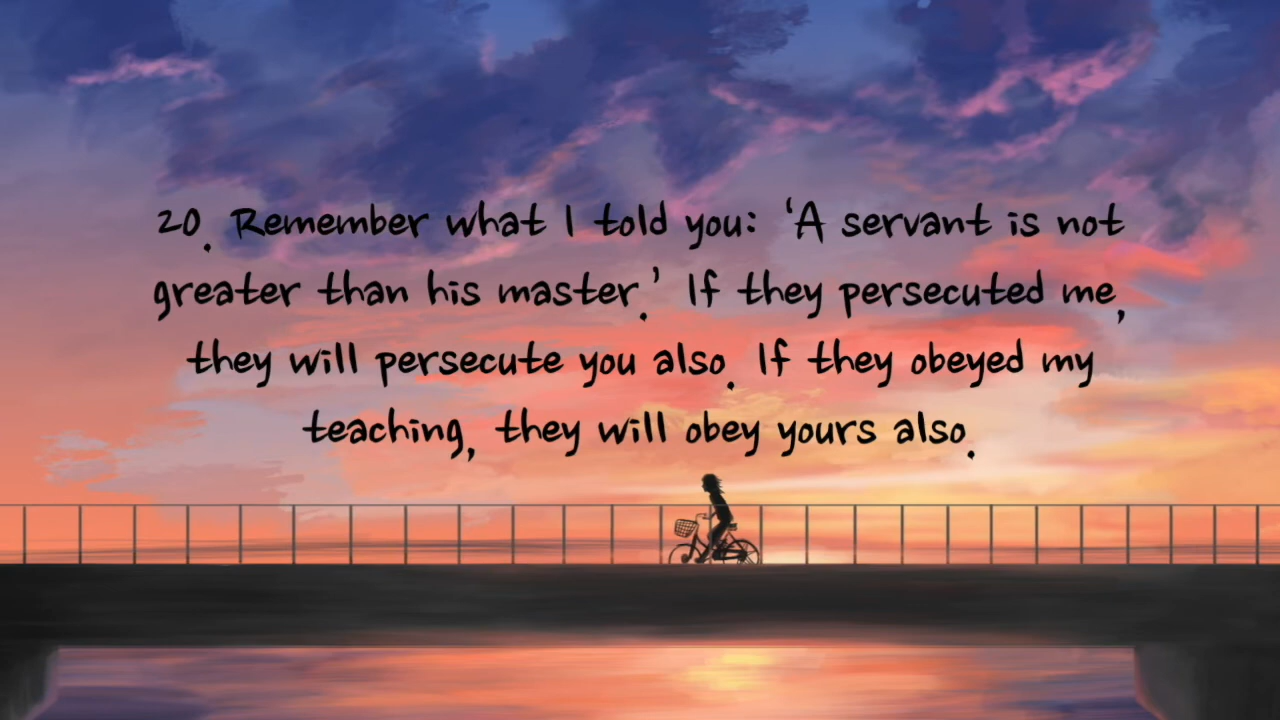 20. Remember what I told you: ‘A servant is not
greater than his master.’ If they persecuted me,
they will persecute you also. If they obeyed my
teaching, they will obey yours also.